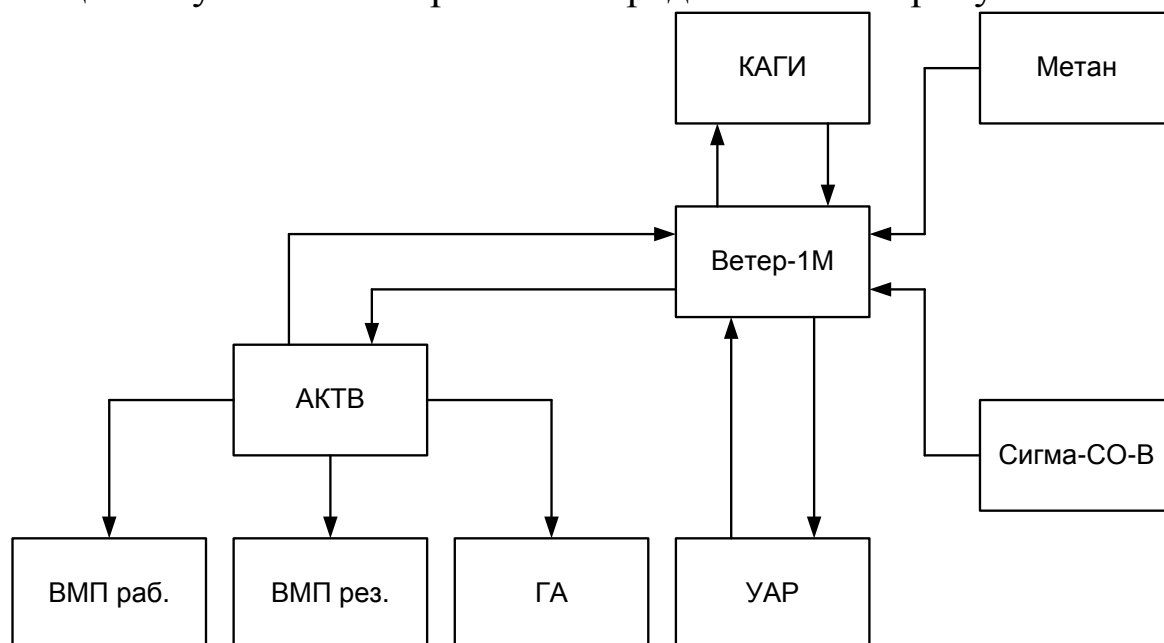 КАГИ
Метан
Ветер-1М
АКТВ
Сигма-СО-В
ВМП раб.
ВМП рез.
ГА
УАР